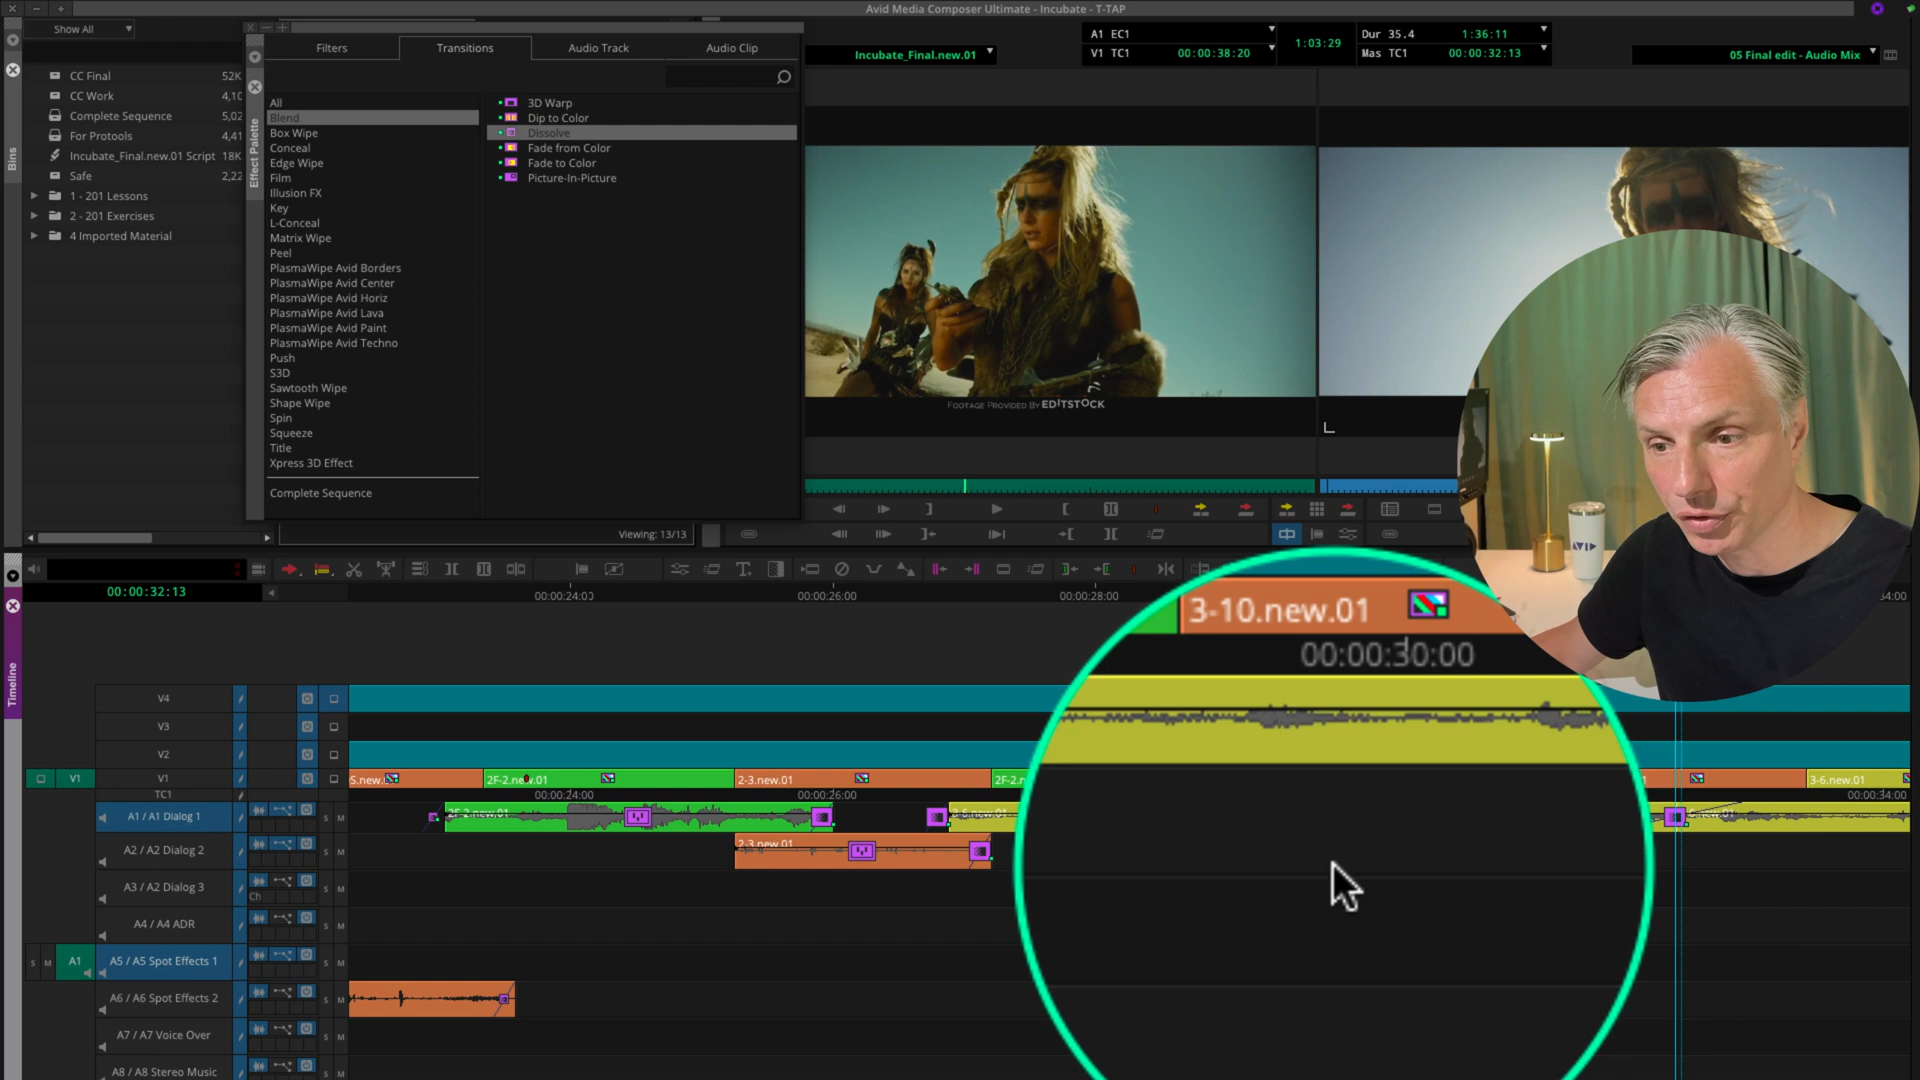 Avid Media Composer Ultimate - Incubate - T-TAP
Show All
Filters
Transitions
Audio Track
Audio Clip
Incubate_Final.new.01
A1 EC1
V1 TC1
00:00:38:20
1:03:29
Dur 35.4
1:36:11
Mas TC1
00:00:32:13
05 Final edit - Audio Mix
Bins
CC Final
52K
CC Work
4,10
Complete Sequence
5,02
For Protools
4,41
Incubate_Final.new.01 Script
18K
Safe
2,22
1 - 201 Lessons
2 - 201 Exercises
4 Imported Material
Effect Palette
All
Blend
Box Wipe
Conceal
Edge Wipe
Film
Illusion FX
Key
L-Conceal
Matrix Wipe
Peel
PlasmaWipe Avid Borders
PlasmaWipe Avid Center
PlasmaWipe Avid Horiz
PlasmaWipe Avid Lava
PlasmaWipe Avid Paint
PlasmaWipe Avid Techno
Push
S3D
Sawtooth Wipe
Shape Wipe
Spin
Squeeze
Title
Xpress 3D Effect
Complete Sequence
3D Warp
Dip to Color
Dissolve
Fade from Color
Fade to Color
Picture-In-Picture
FOOTAGE PROVIDED BY EDITSTOCK
AVID
Viewing: 13/13
Timeline
00:00:32:13
00:00:24:00
00:00:26:00
00:00:28:00
34:00
3-10.new.01
00:00:30:00
V4
V3
V2
V1
V1
S.new.
2F-2.new.01
2-3.new.01
2F-2.
3-6.new.01
TC1
00:00:24:00
00:00:26:00
00:00:34:00
A1 / A1 Dialog 1
S M
2F-2.new.01
A2 / A2 Dialog 2
S M
2-3.new.01
A3 / A2 Dialog 3
Ch
S M
A4 / A4 ADR
S M
S M
A1
A5 / A5 Spot Effects 1
S M
A6 / A6 Spot Effects 2
S M
A7 / A7 Voice Over
S M
A8 / A8 Stereo Music
S M